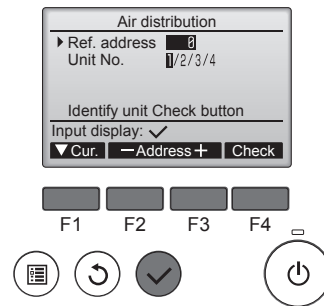 Air distribution
Ref. address 0
Unit No. 1/2/3/4
Identify unit Check button
Input display: ✓
▼ Cur. −Address+ Check
F1 F2 F3 F4